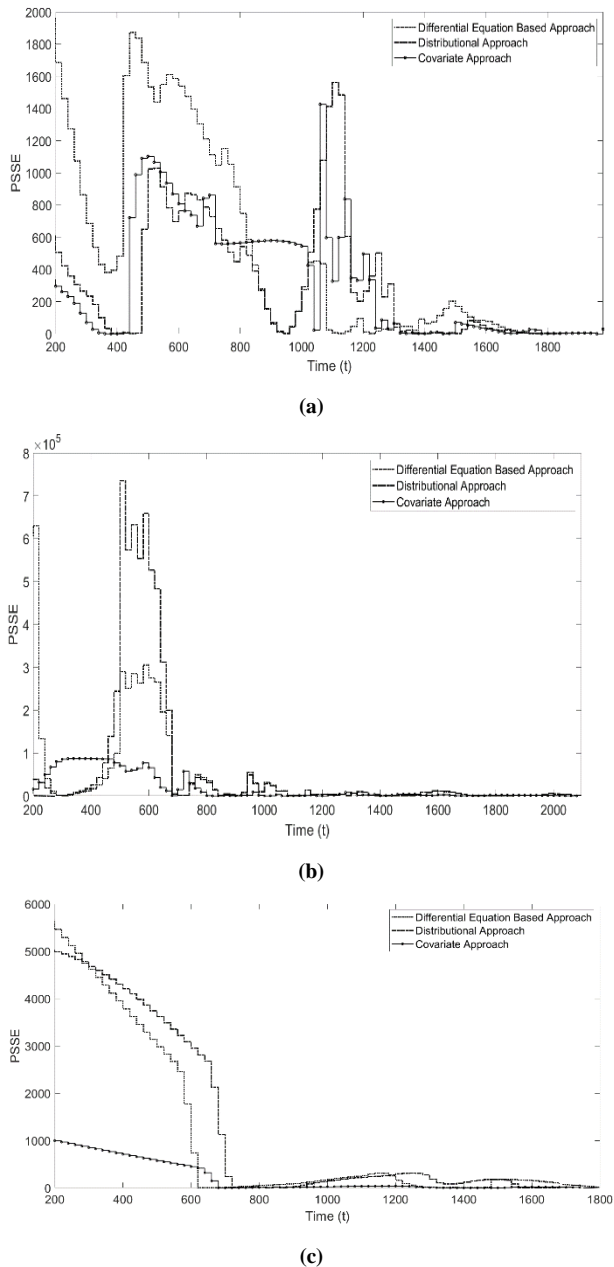 2000
1800
1600
1400
1200
1000
800
600
400
200
0
PSSE
Differential Equation Based Approach
Distributional Approach
Covariate Approach
200 400 600 800 1000 1200 1400 1600 1800
Time (t)
(a)
×10⁵
8
7
6
5
4
3
2
1
0
PSSE
Differential Equation Based Approach
Distributional Approach
Covariate Approach
200 400 600 800 1000 1200 1400 1600 1800 2000
Time (t)
(b)
6000
5000
4000
3000
2000
1000
0
PSSE
Differential Equation Based Approach
Distributional Approach
Covariate Approach
200 400 600 800 1000 1200 1400 1600 1800
Time (t)
(c)